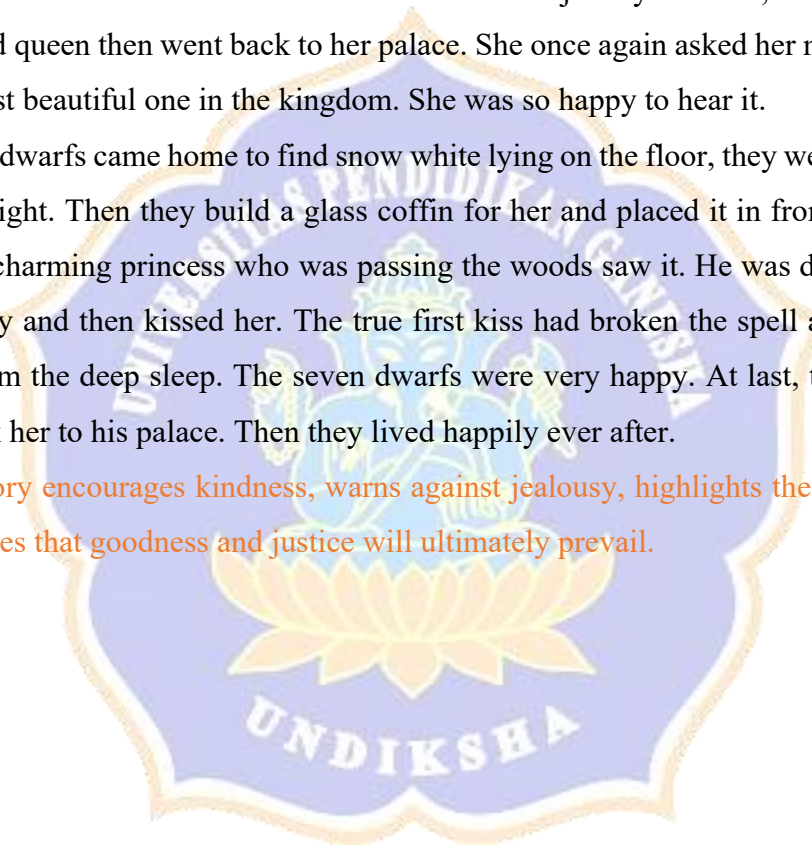 d queen then went back to her palace. She once again asked her
st beautiful one in the kingdom. She was so happy to hear it.
dwarfs came home to find snow white lying on the floor, they we
ight. Then they build a glass coffin for her and placed it in fron
charming princess who was passing the woods saw it. He was d
y and then kissed her. The true first kiss had broken the spell a
m the deep sleep. The seven dwarfs were very happy. At last, t
her to his palace. Then they lived happily ever after.
ory encourages kindness, warns against jealousy, highlights the
es that goodness and justice will ultimately prevail.
UNIVERSITAS PENDIDIKAN GANESHA
UNDIKSHA